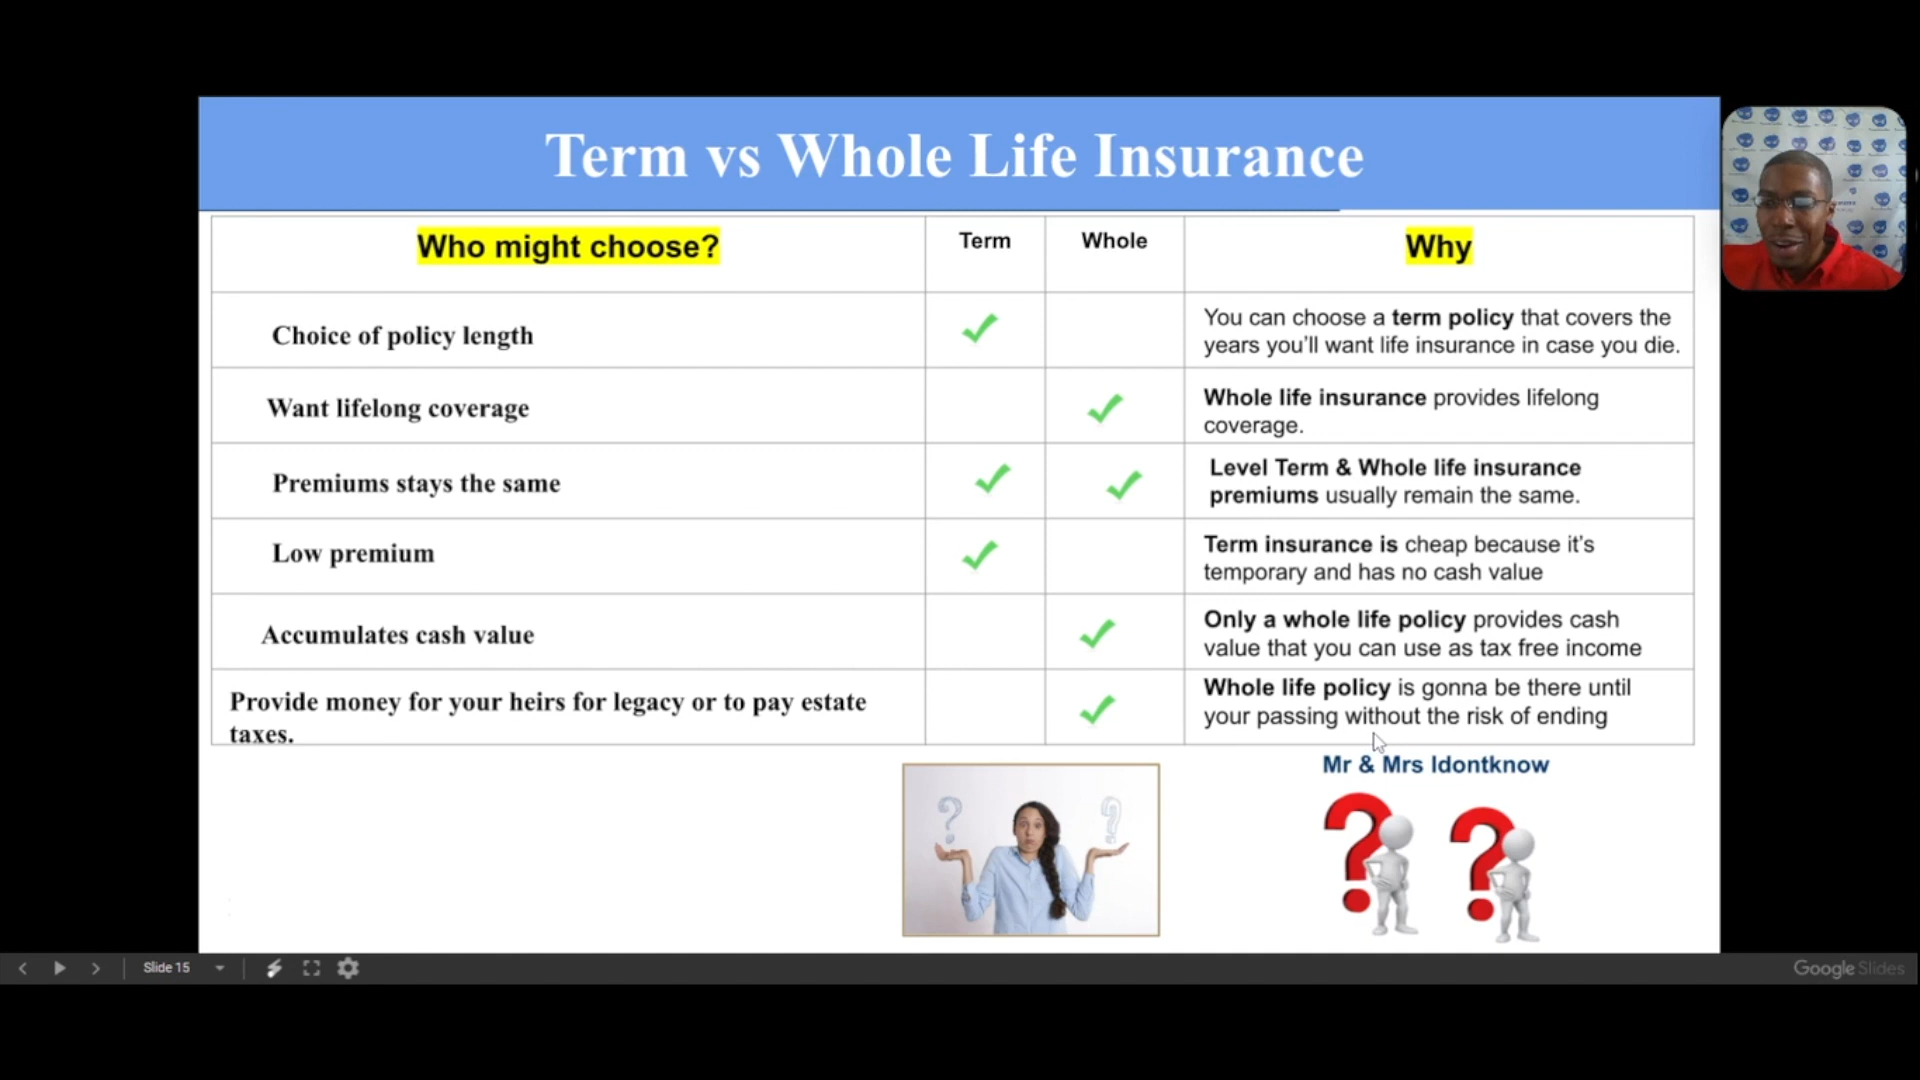 Term vs Whole Life Insurance
Who might choose?
Term
Whole
Why
Choice of policy length
You can choose a term policy that covers the
years you'll want life insurance in case you die.
Want lifelong coverage
Whole life insurance provides lifelong
coverage.
Premiums stays the same
Level Term & Whole life insurance
premiums usually remain the same.
Low premium
Term insurance is cheap because it's
temporary and has no cash value
Accumulates cash value
Only a whole life policy provides cash
value that you can use as tax free income
Provide money for your heirs for legacy or to pay estate
taxes.
Whole life policy is gonna be there until
your passing without the risk of ending
Mr & Mrs Idontknow
? ?
? ?
Slide 15
Google Slides